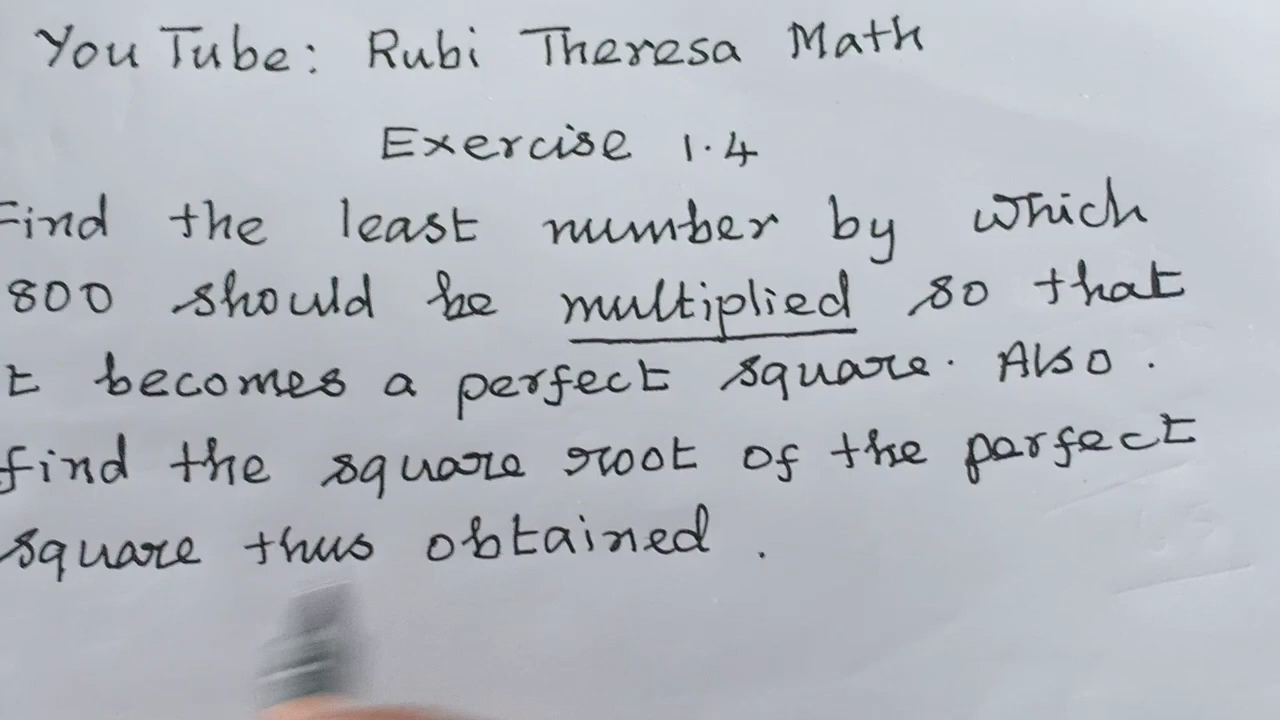 YouTube: Rubi Theresa Math
Exercise 1.4
Find the least number by which
800 should be multiplied so that
t becomes a perfect square. Also.
find the square root of the perfect
square thus obtained.